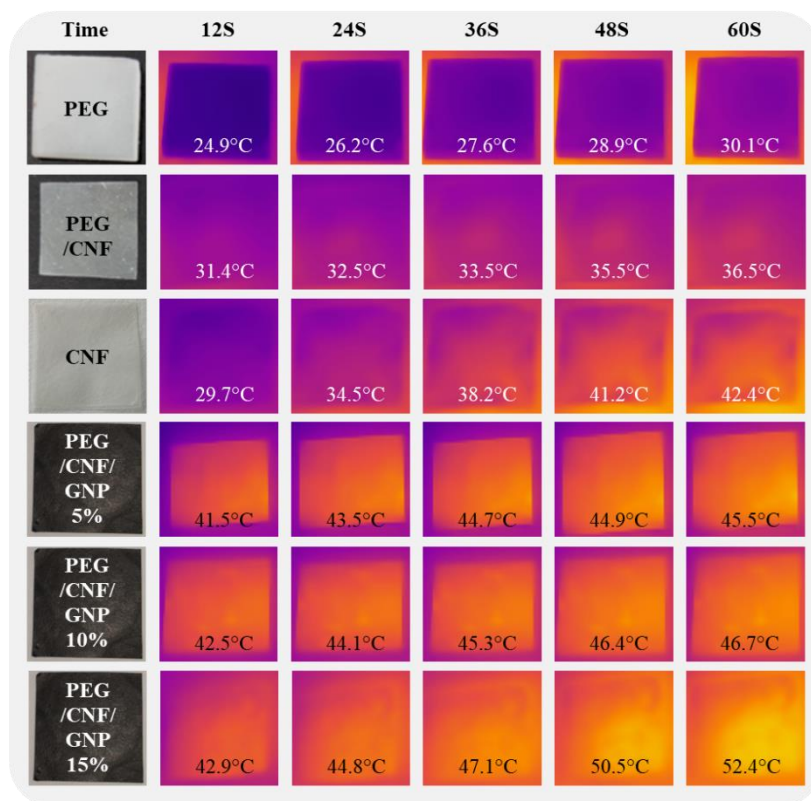 Time 12S 24S 36S 48S 60S
PEG
24.9°C 26.2°C 27.6°C 28.9°C 30.1°C
PEG
/CNF
31.4°C 32.5°C 33.5°C 35.5°C 36.5°C
CNF
29.7°C 34.5°C 38.2°C 41.2°C 42.4°C
PEG
/CNF/
GNP
5%
41.5°C 43.5°C 44.7°C 44.9°C 45.5°C
PEG
/CNF/
GNP
10%
42.5°C 44.1°C 45.3°C 46.4°C 46.7°C
PEG
/CNF/
GNP
15%
42.9°C 44.8°C 47.1°C 50.5°C 52.4°C